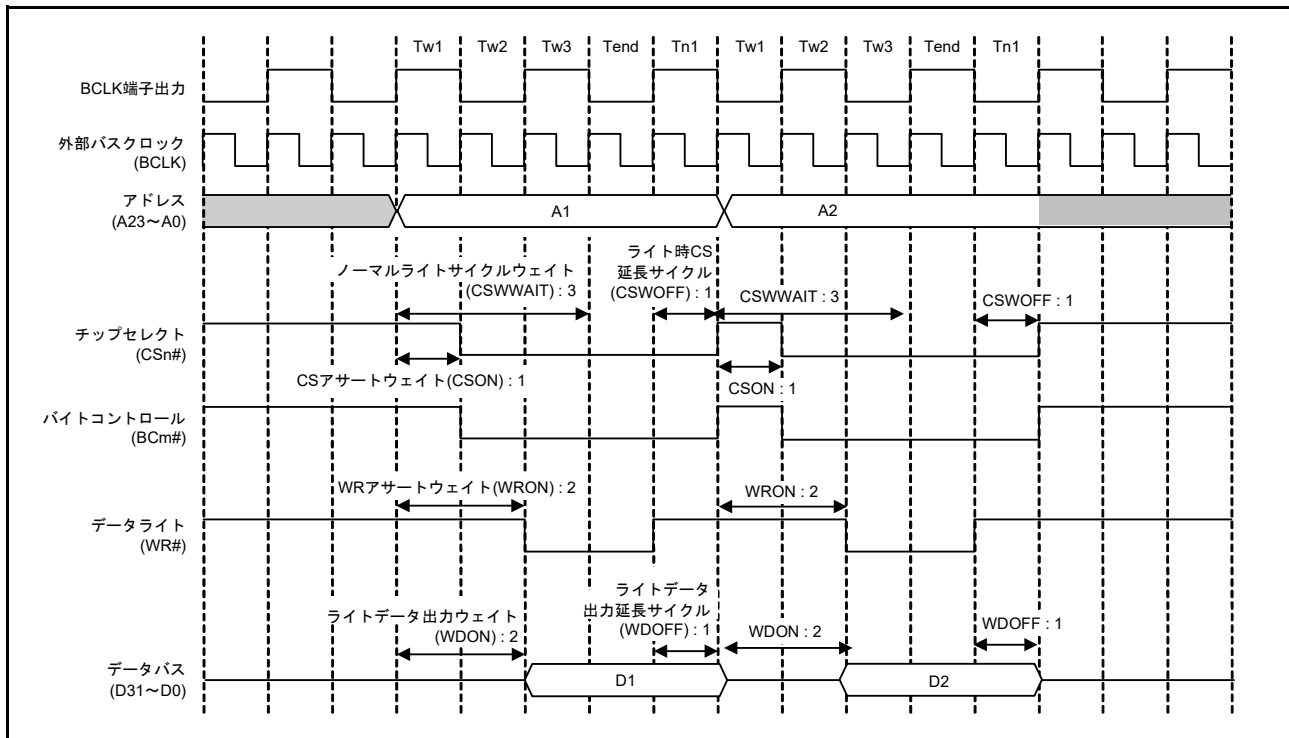 Tw1 Tw2 Tw3 Tend Tn1 Tw1 Tw2 Tw3 Tend Tn1
BCLK端子出力
外部バスクロック
(BCLK)
アドレス
(A23～A0)
A1
A2
ノーマルライトサイクルウェイト
(CSWWAIT) : 3
ライト時CS
延長サイクル
(CSWOFF) : 1
CSWWAIT : 3
CSWOFF : 1
チップセレクト
(CSn#)
CSアサートウェイト(CSON) : 1
CSON : 1
バイトコントロール
(BCm#)
WRアサートウェイト(WRON) : 2
WRON : 2
データライト
(WR#)
ライトデータ出力ウェイト
(WDON) : 2
ライトデータ
出力延長サイクル
(WDOFF) : 1
WDON : 2
WDOFF : 1
データバス
(D31～D0)
D1
D2